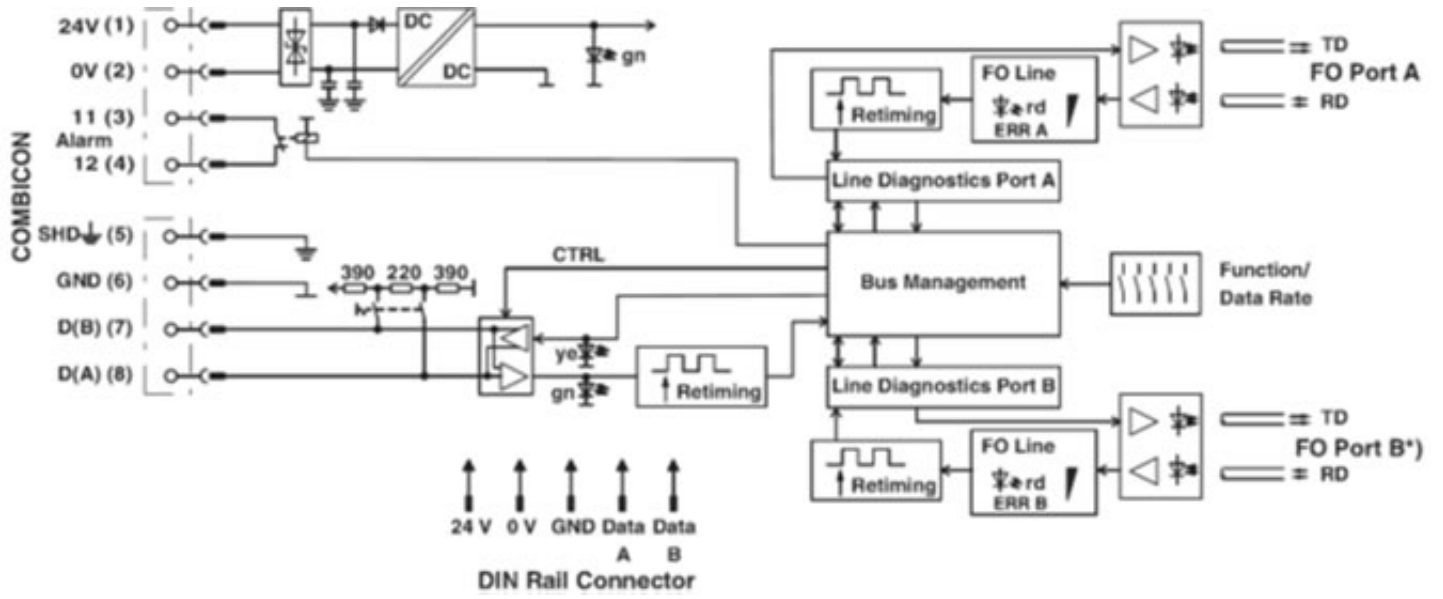 COMBICON
24V (1)
0V (2)
11 (3)
Alarm
12 (4)
SHD (5)
GND (6)
D(B) (7)
D(A) (8)
DC
DC
gn
390 220 390
CTRL
ye
gn
Retiming
Retiming
FO Line
rd
ERR A
TD
FO Port A
RD
Line Diagnostics Port A
Bus Management
Function/
Data Rate
Line Diagnostics Port B
Retiming
FO Line
rd
ERR B
TD
FO Port B*)
RD
24 V 0 V GND Data Data
A B
DIN Rail Connector